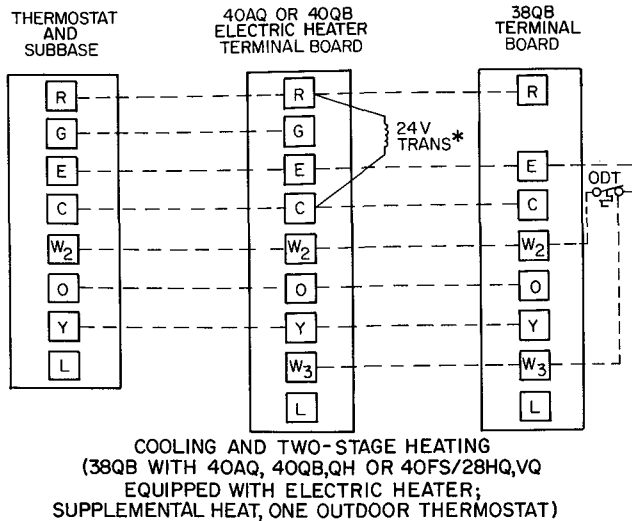 THERMOSTAT
AND
SUBBASE
40AQ OR 40QB
ELECTRIC HEATER
TERMINAL BOARD
38QB
TERMINAL
BOARD
R
R
R
G
G
24V
TRANS*
E
E
E
ODT
C
C
C
W2
W2
W2
O
O
O
Y
Y
Y
L
W3
W3
L
L
COOLING AND TWO-STAGE HEATING
(38QB WITH 40AQ, 40QB,QH OR 40FS/28HQ,VQ
EQUIPPED WITH ELECTRIC HEATER;
SUPPLEMENTAL HEAT, ONE OUTDOOR THERMOSTAT)